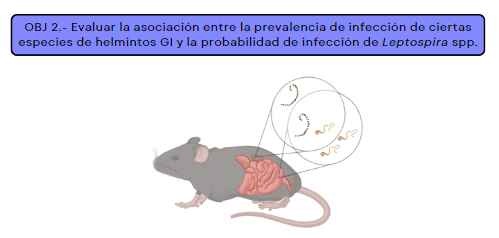 OBJ 2.- Evaluar la asociación entre la prevalencia de infección de ciertas
especies de helmintos GI y la probabilidad de infección de Leptospira spp.